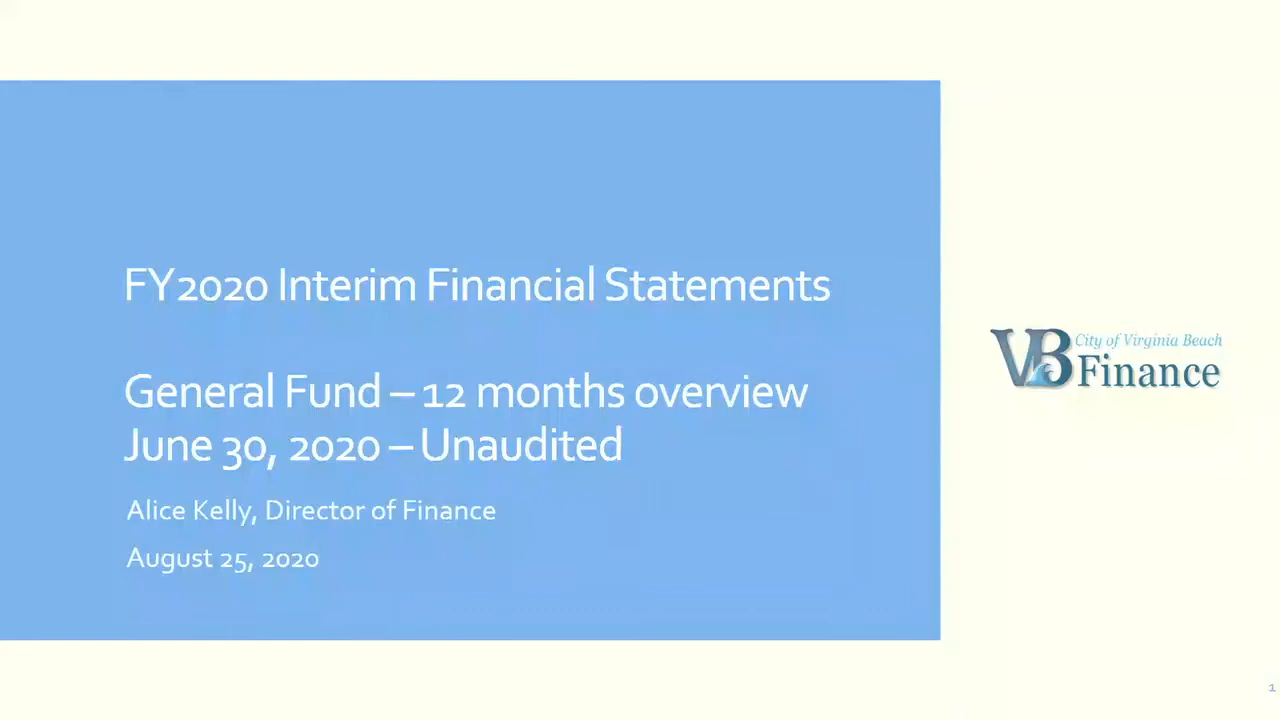 FY2020 Interim Financial Statements
General Fund – 12 months overview
June 30, 2020 – Unaudited
Alice Kelly, Director of Finance
August 25, 2020
VB City of Virginia Beach
Finance
1